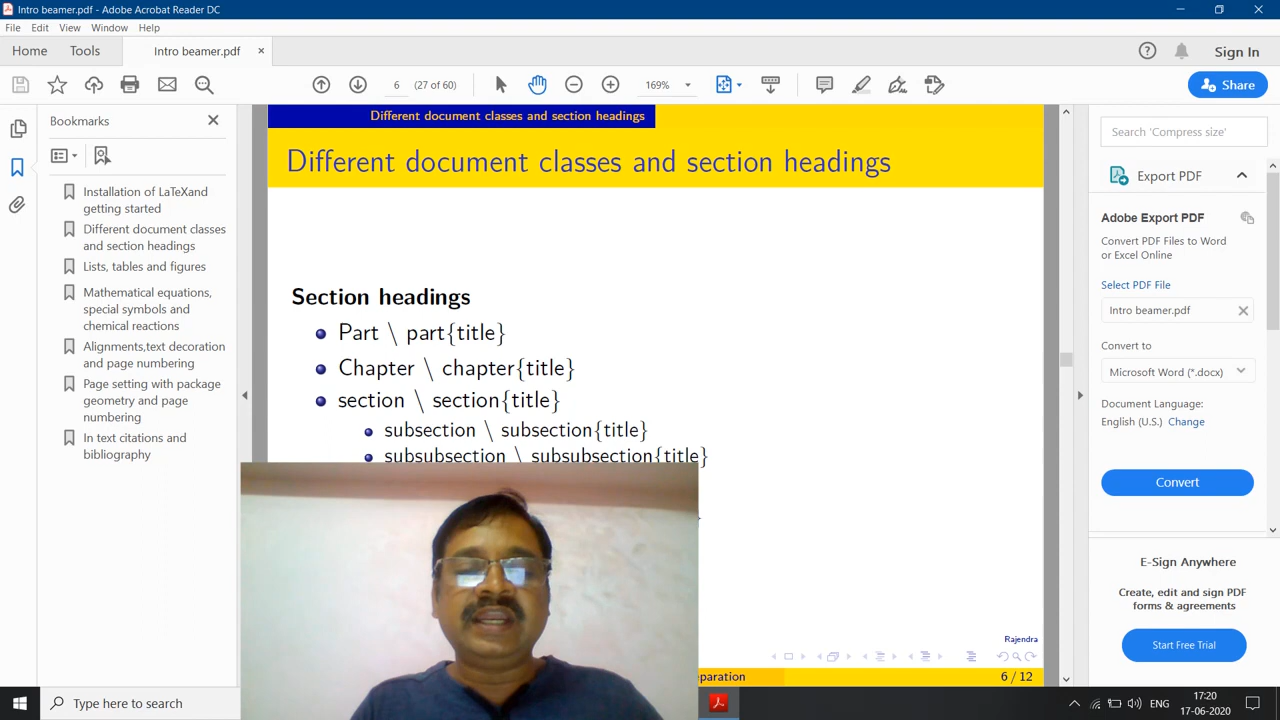 Intro beamer.pdf - Adobe Acrobat Reader DC
File Edit View Window Help
Home Tools Intro beamer.pdf × Sign In
6 (27 of 60) 169% Share
Bookmarks
Installation of LaTeXand
getting started
Different document classes
and section headings
Lists, tables and figures
Mathematical equations,
special symbols and
chemical reactions
Alignments,text decoration
and page numbering
Page setting with package
geometry and page
numbering
In text citations and
bibliography
Different document classes and section headings
Different document classes and section headings
Section headings
Part \ part{title}
Chapter \ chapter{title}
section \ section{title}
subsection \ subsection{title}
subsubsection \ subsubsection{title}
Rajendra
paration 6 / 12
Search 'Compress size'
Export PDF
Adobe Export PDF
Convert PDF Files to Word
or Excel Online
Select PDF File
Intro beamer.pdf
Convert to
Microsoft Word (*.docx)
Document Language:
English (U.S.) Change
Convert
E-Sign Anywhere
Create, edit and sign PDF
forms & agreements
Start Free Trial
Type here to search
ENG
17:20
17-06-2020